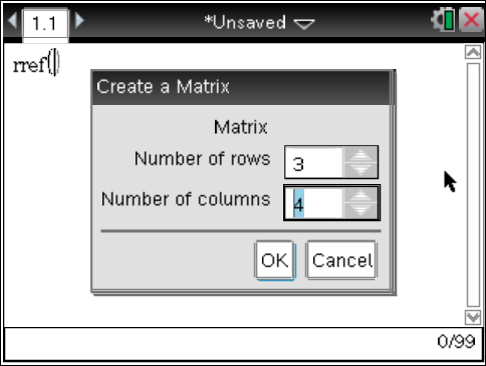 1.1
*Unsaved
rref()
Create a Matrix
Matrix
Number of rows 3
Number of columns 4
OK Cancel
0/99